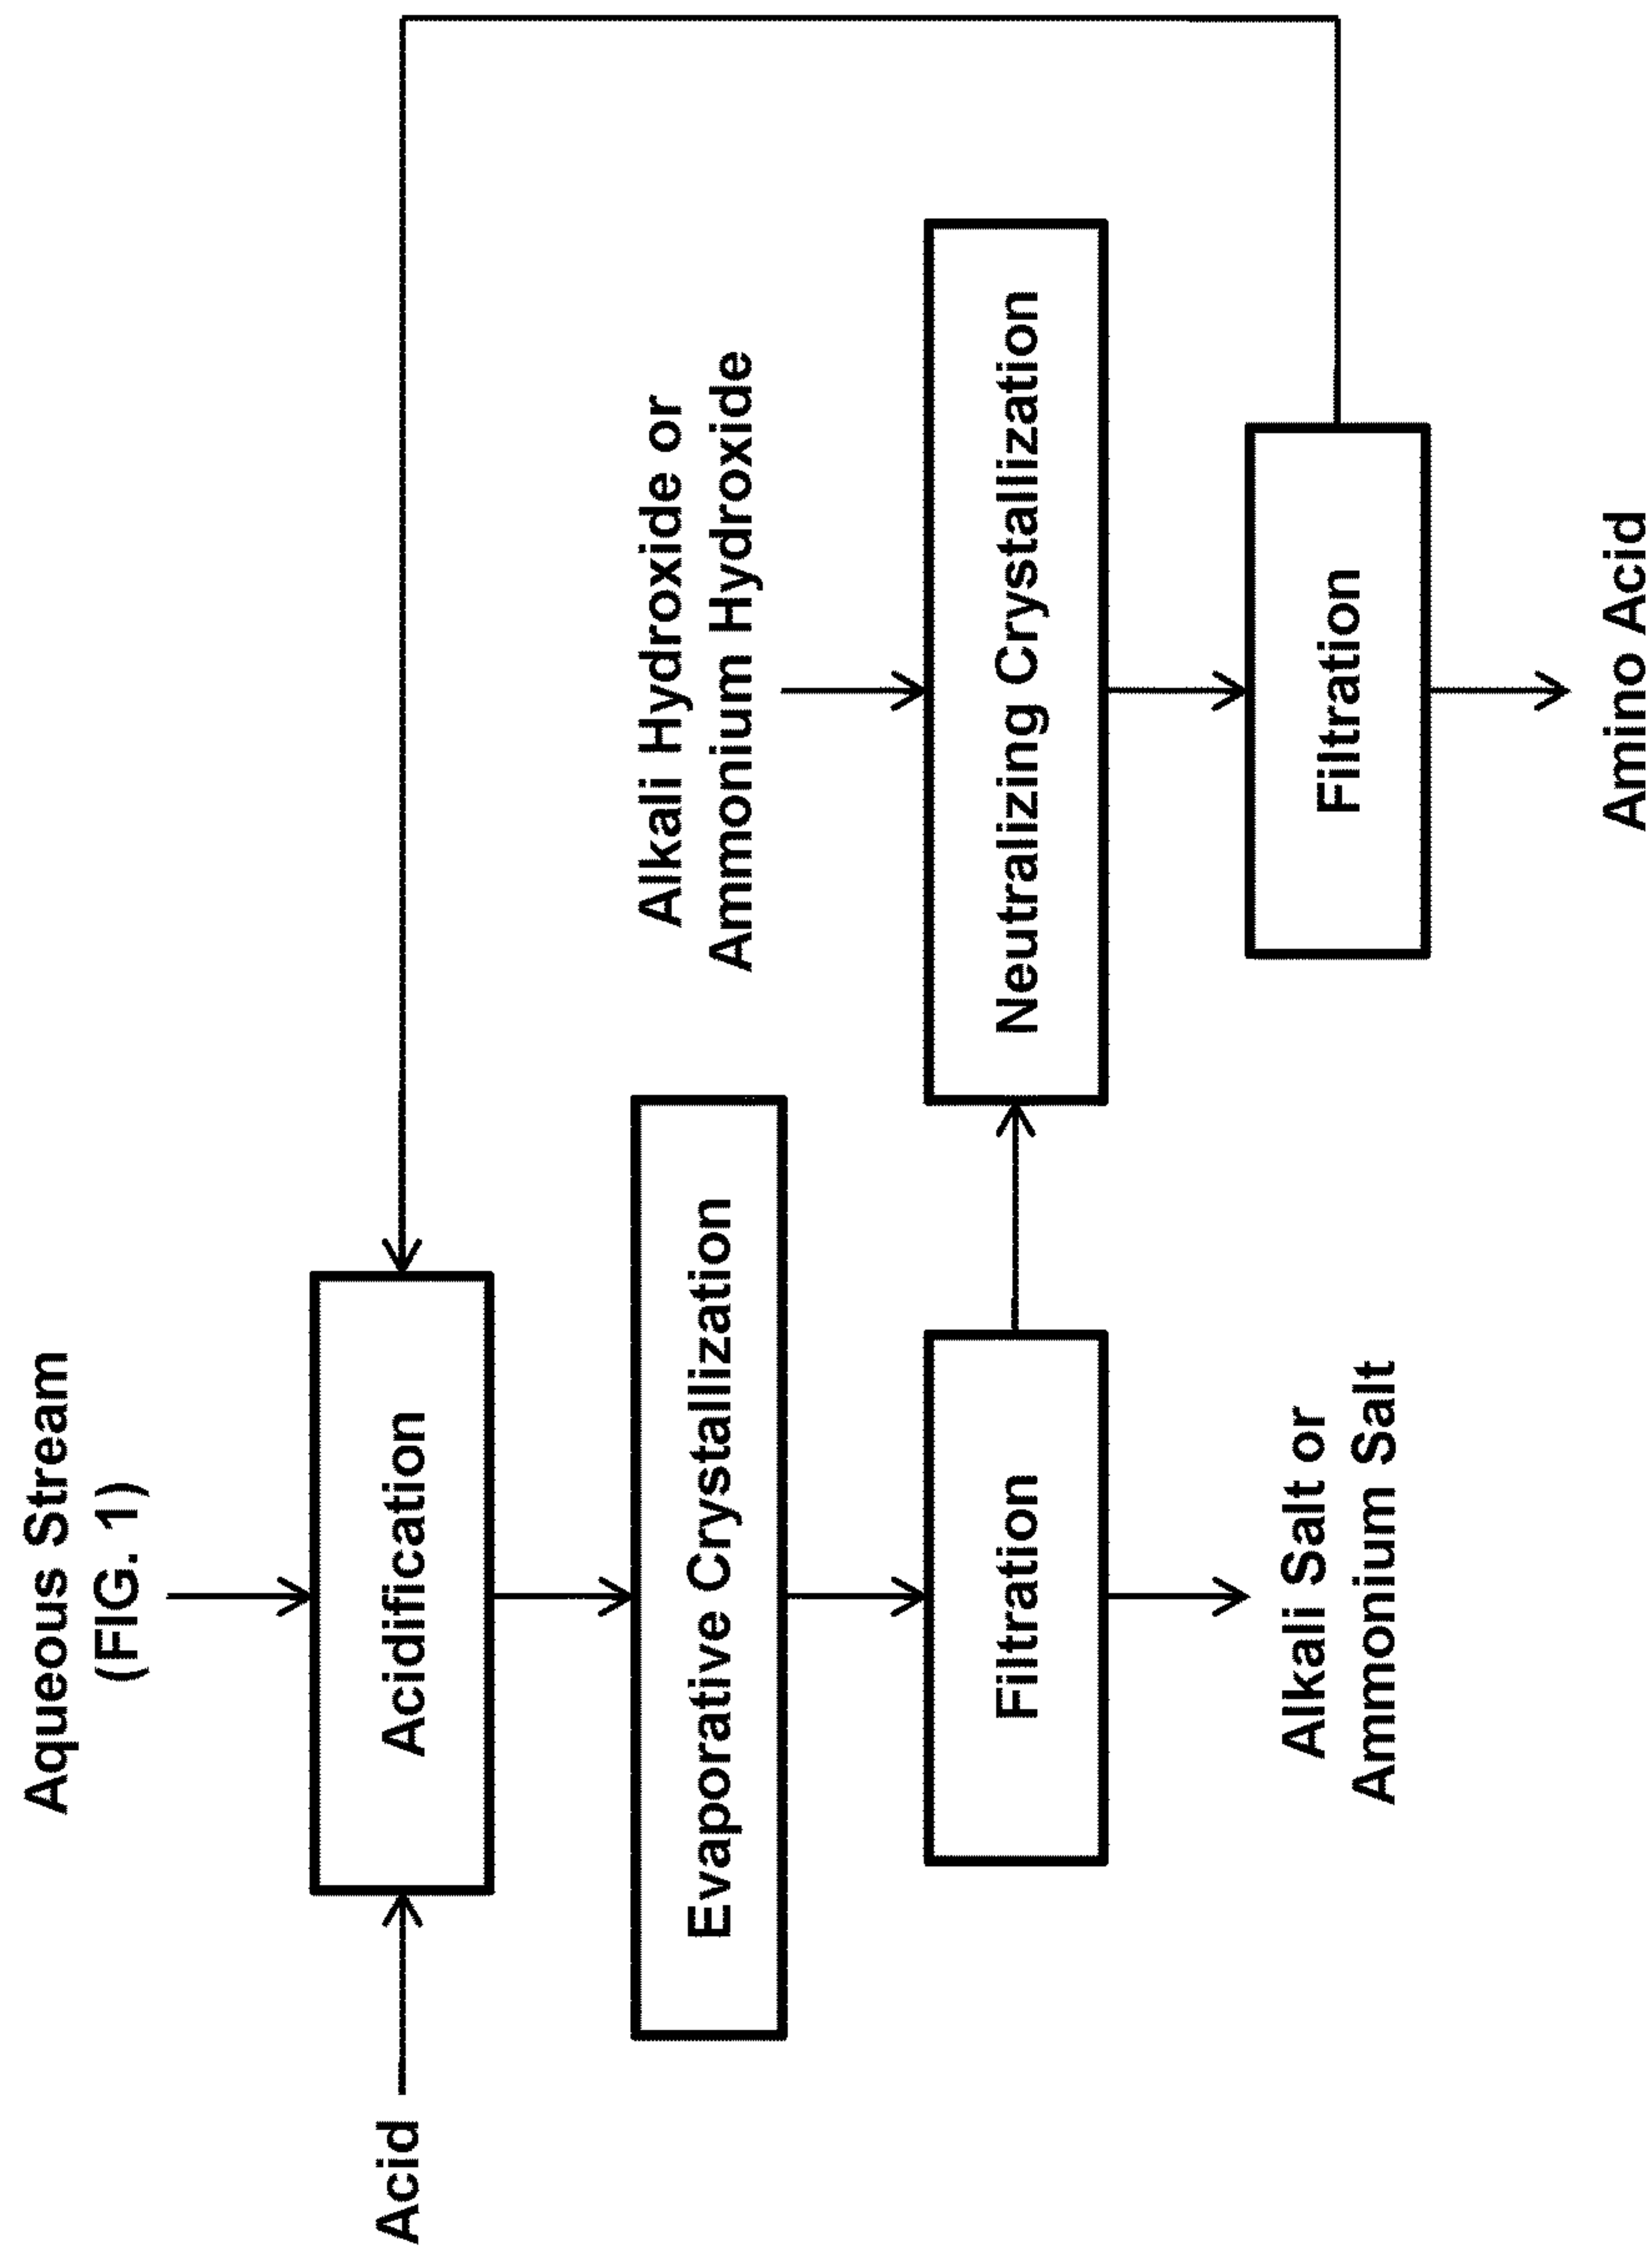 Aqueous Stream
(FIG. 1)
Acid
Acidification
Evaporative Crystallization
Alkali Hydroxide or
Ammonium Hydroxide
Filtration
Neutralizing Crystallization
Alkali Salt or
Ammonium Salt
Filtration
Amino Acid